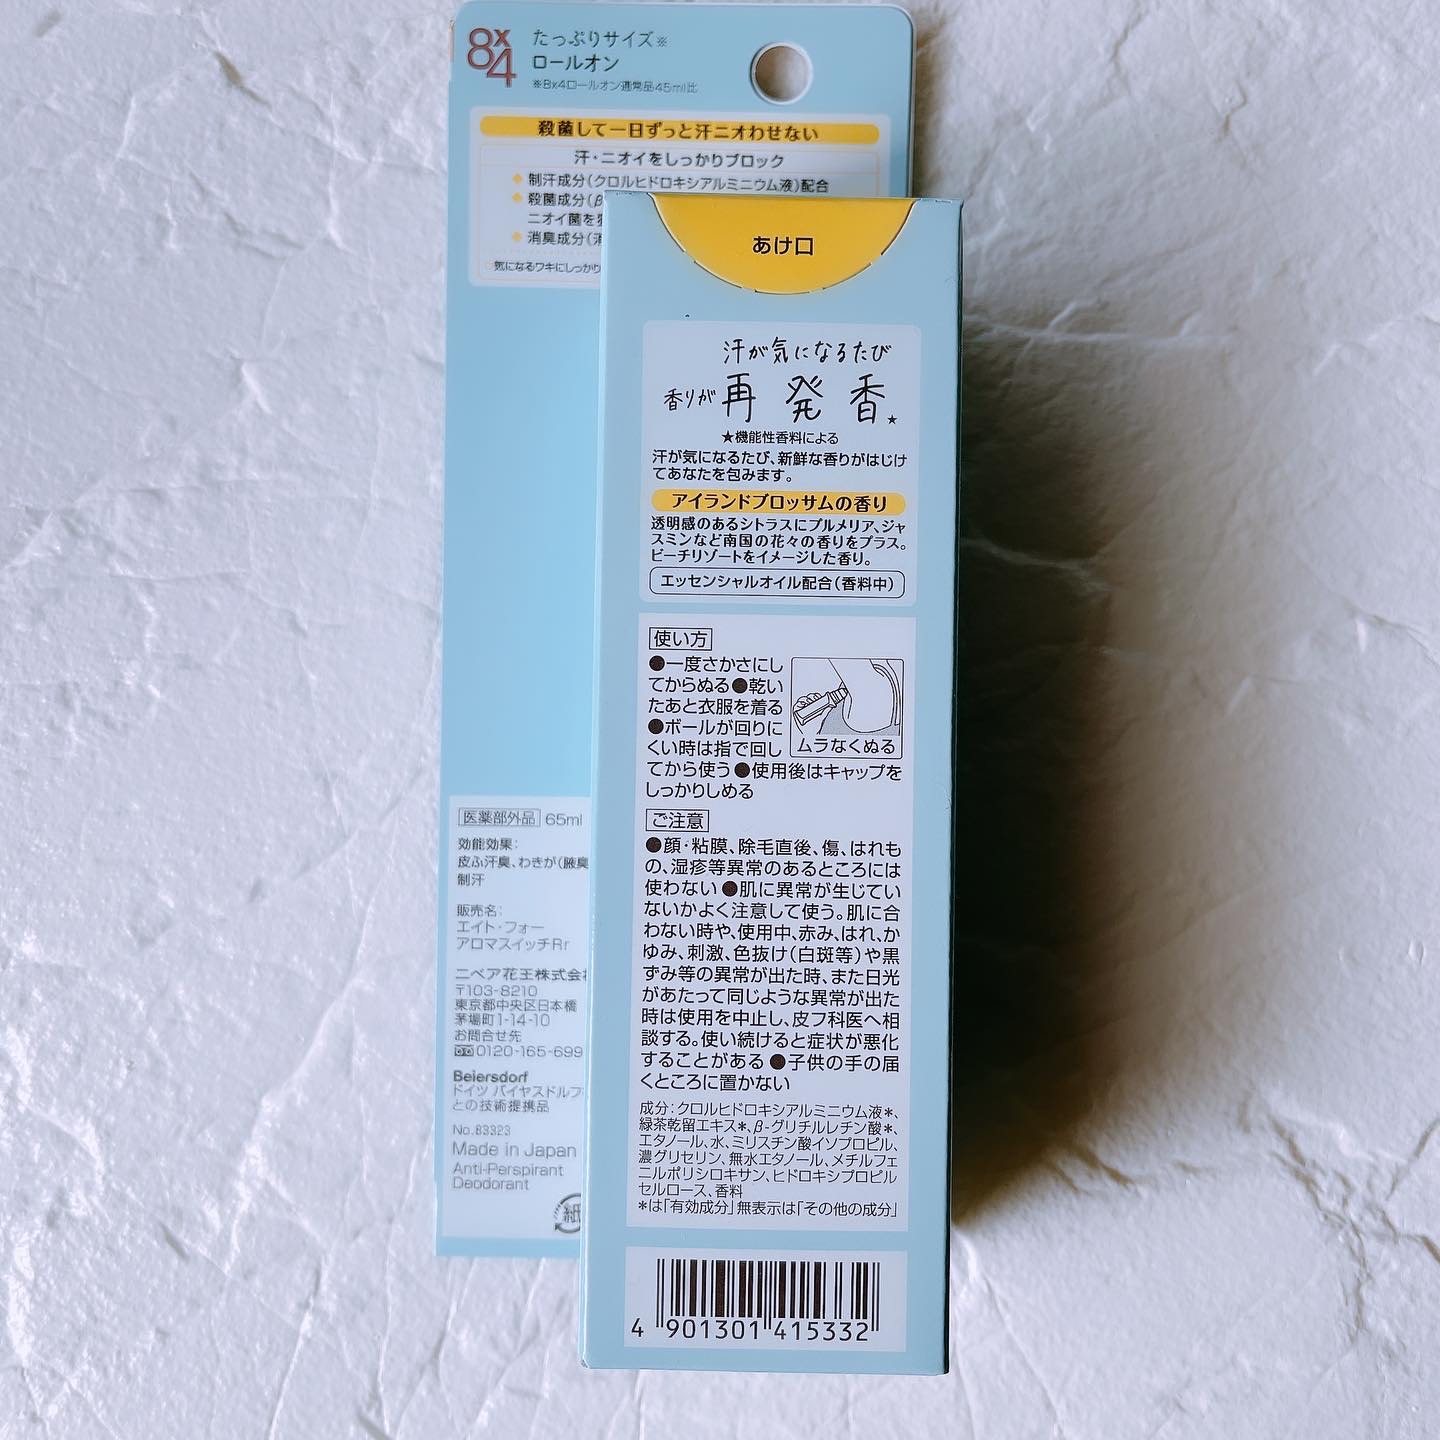 8x4
たっぷりサイズ※
ロールオン
※8x4ロールオン通常品45ml比
殺菌して一日ずっと汗ニオわせない
汗・ニオイをしっかりブロック
◆制汗成分(クロルヒドロキシアルミニウム液)配合
◆殺菌成分(β
ニオイ菌を
◆消臭成分(消
気になるワキにしっかり
医薬部外品 65ml
効能効果:
皮ふ汗臭、わきが(腋臭
制汗
販売名:
エイト・フォー
アロマスイッチRr
ニベア花王株式会
〒103-8210
東京都中央区日本橋
茅場町1-14-10
お問合せ先
0120-165-699
Beiersdorf
ドイツ バイヤスドルフ
との技術提携品
No.83323
Made in Japan
Anti-Perspirant
Deodorant
紙
あけ口
汗が気になるたび
香りが再発香★
★機能性香料による
汗が気になるたび、新鮮な香りがはじけ
てあなたを包みます。
アイランドブロッサムの香り
透明感のあるシトラスにプルメリア、ジャ
スミンなど南国の花々の香りをプラス。
ビーチリゾートをイメージした香り。
エッセンシャルオイル配合(香料中)
使い方
●一度さかさにし
てからぬる●乾い
たあと衣服を着る
●ボールが回りに
くい時は指で回し
てから使う●使用後はキャップを
しっかりしめる
ムラなくぬる
ご注意
●顔・粘膜、除毛直後、傷、はれも
の、湿疹等異常のあるところには
使わない●肌に異常が生じてい
ないかよく注意して使う。肌に合
わない時や、使用中、赤み、はれ、か
ゆみ、刺激、色抜け(白斑等)や黒
ずみ等の異常が出た時、また日光
があたって同じような異常が出た
時は使用を中止し、皮フ科医へ相
談する。使い続けると症状が悪化
することがある●子供の手の届
くところに置かない
成分:クロルヒドロキシアルミニウム液*、
緑茶乾留エキス*、β-グリチルレチン酸*、
エタノール、水、ミリスチン酸イソプロピル、
濃グリセリン、無水エタノール、メチルフェ
ニルポリシロキサン、ヒドロキシプロピル
セルロース、香料
*は「有効成分」無表示は「その他の成分」
4 901301 415332